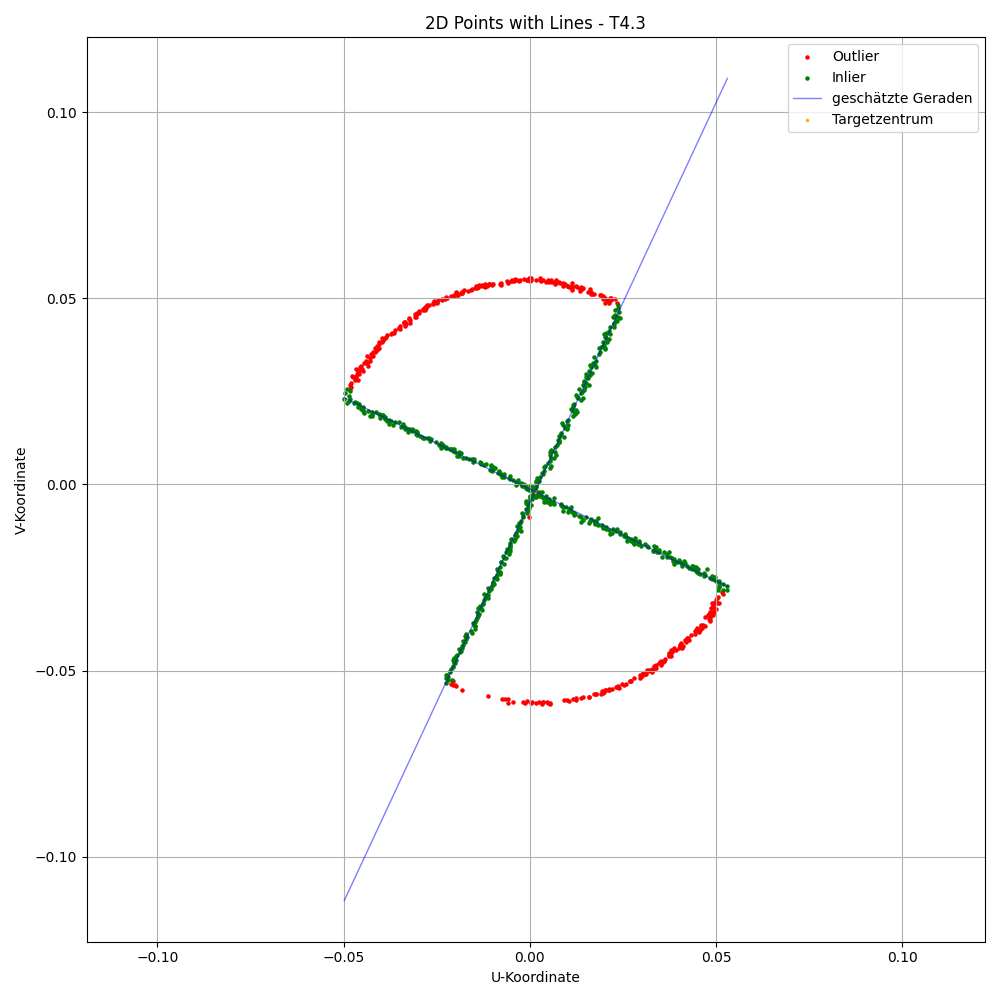 2D Points with Lines - T4.3
Outlier
Inlier
geschätzte Geraden
Targetzentrum
0.10
0.05
0.00
−0.05
−0.10
V-Koordinate
−0.10
−0.05
0.00
0.05
0.10
U-Koordinate